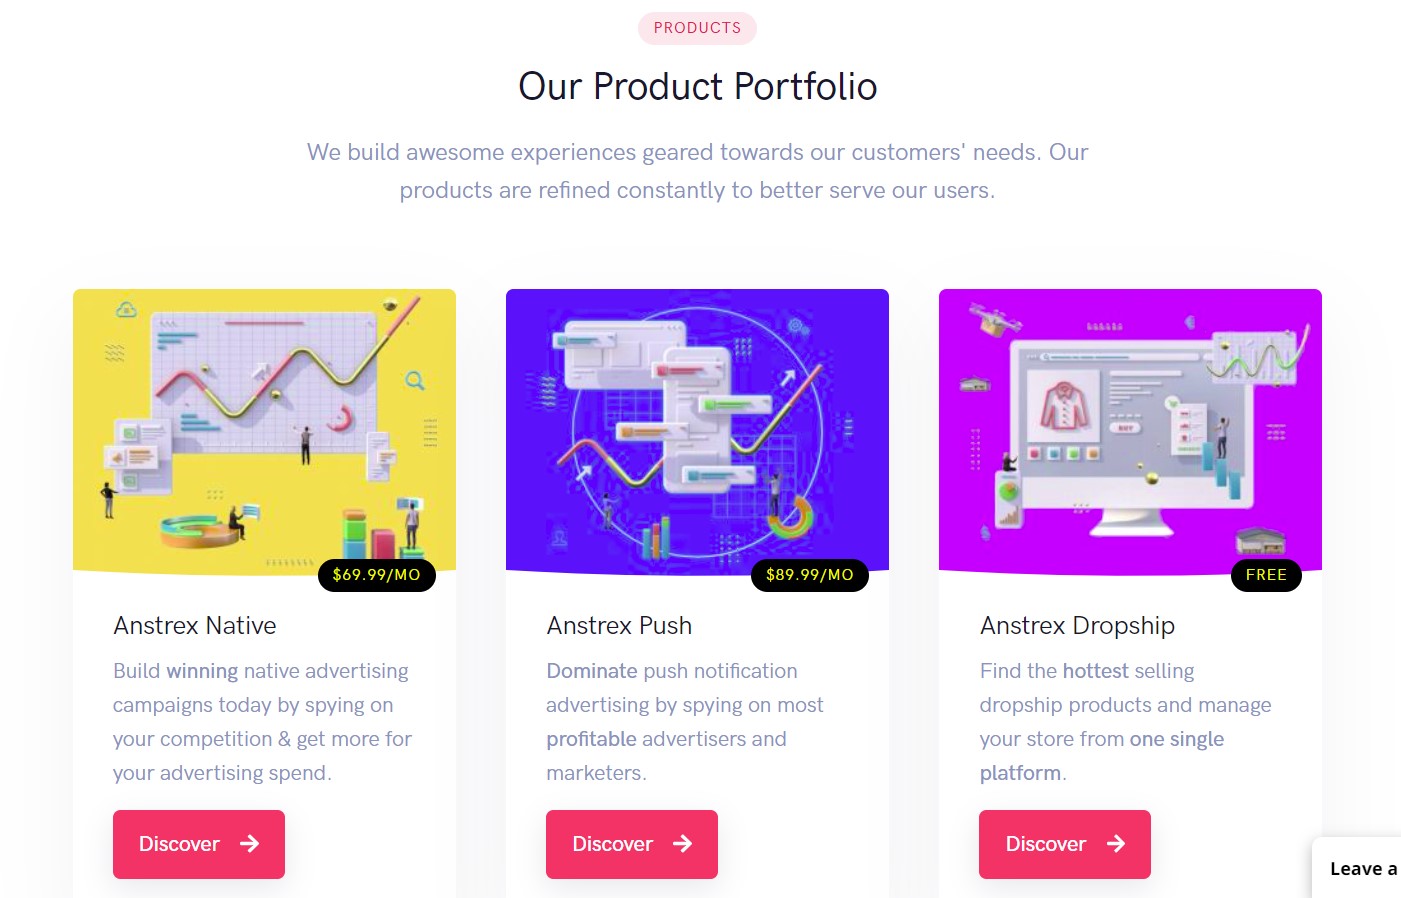 PRODUCTS
Our Product Portfolio
We build awesome experiences geared towards our customers' needs. Our
products are refined constantly to better serve our users.
$69.99/MO
$89.99/MO
BUY
FREE
Anstrex Native
Build winning native advertising
campaigns today by spying on
your competition & get more for
your advertising spend.
Discover
Anstrex Push
Dominate push notification
advertising by spying on most
profitable advertisers and
marketers.
Discover
Anstrex Dropship
Find the hottest selling
dropship products and manage
your store from one single
platform.
Discover
Leave a